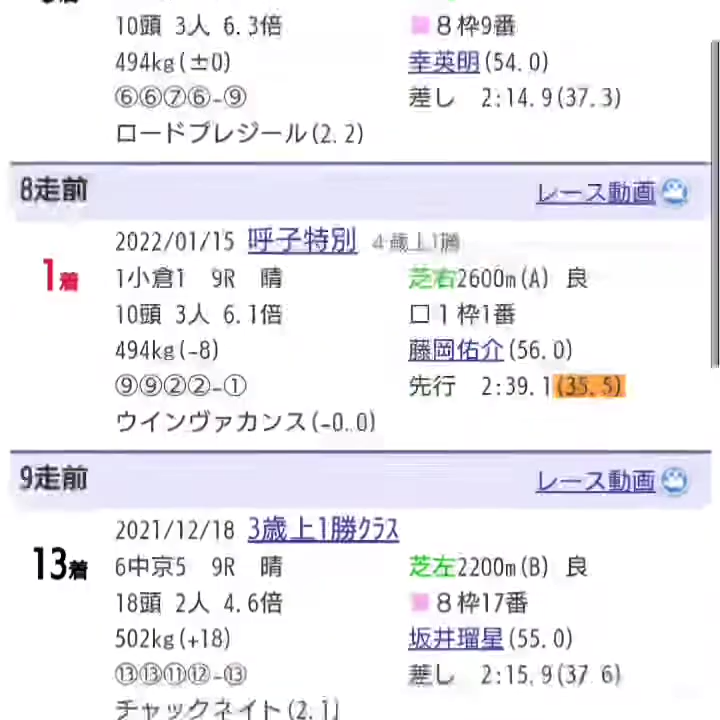 10頭 3人 6.3倍 8枠9番
494kg(±0) 幸英明(54.0)
⑥⑥⑦⑥-⑨ 差し 2:14.9(37.3)
ロードプレジール(2.2)
8走前 レース動画
2022/01/15 呼子特別 4歳上1勝
1着 1小倉1 9R 晴 芝右2600m(A) 良
10頭 3人 6.1倍 1枠1番
494kg(-8) 藤岡佑介(56.0)
⑨⑨②②-① 先行 2:39.1(35.5)
ウインヴァカンス(-0.0)
9走前 レース動画
2021/12/18 3歳上1勝クラス
13着 6中京5 9R 晴 芝左2200m(B) 良
18頭 2人 4.6倍 8枠17番
502kg(+18) 坂井瑠星(55.0)
⑬⑬⑪⑫-⑬ 差し 2:15.9(37.6)
チャックネイト(2.1)